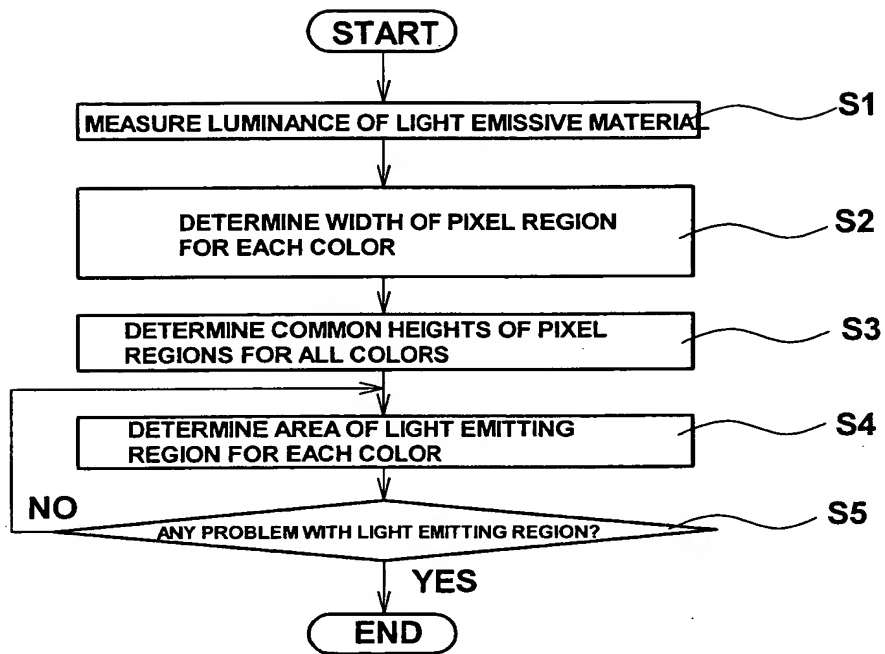 START
MEASURE LUMINANCE OF LIGHT EMISSIVE MATERIAL
S1
DETERMINE WIDTH OF PIXEL REGION
FOR EACH COLOR
S2
DETERMINE COMMON HEIGHTS OF PIXEL
REGIONS FOR ALL COLORS
S3
DETERMINE AREA OF LIGHT EMITTING
REGION FOR EACH COLOR
S4
NO
ANY PROBLEM WITH LIGHT EMITTING REGION?
S5
YES
END